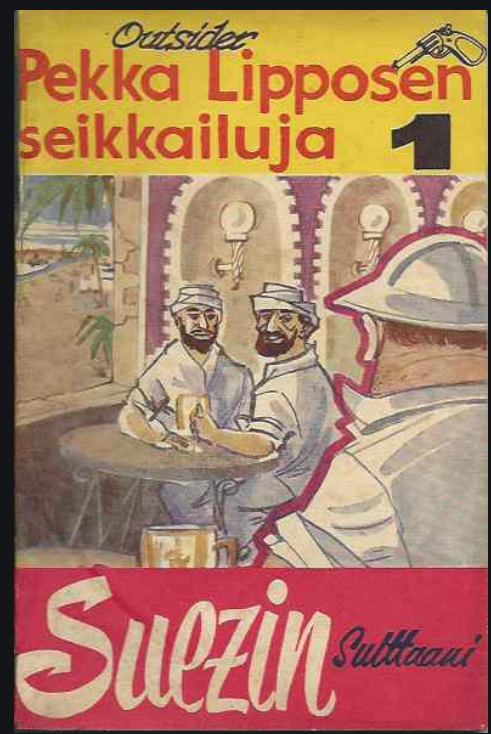 Outsider
Pekka Lipposen
seikkailuja 1
Suezin
Sulttaani